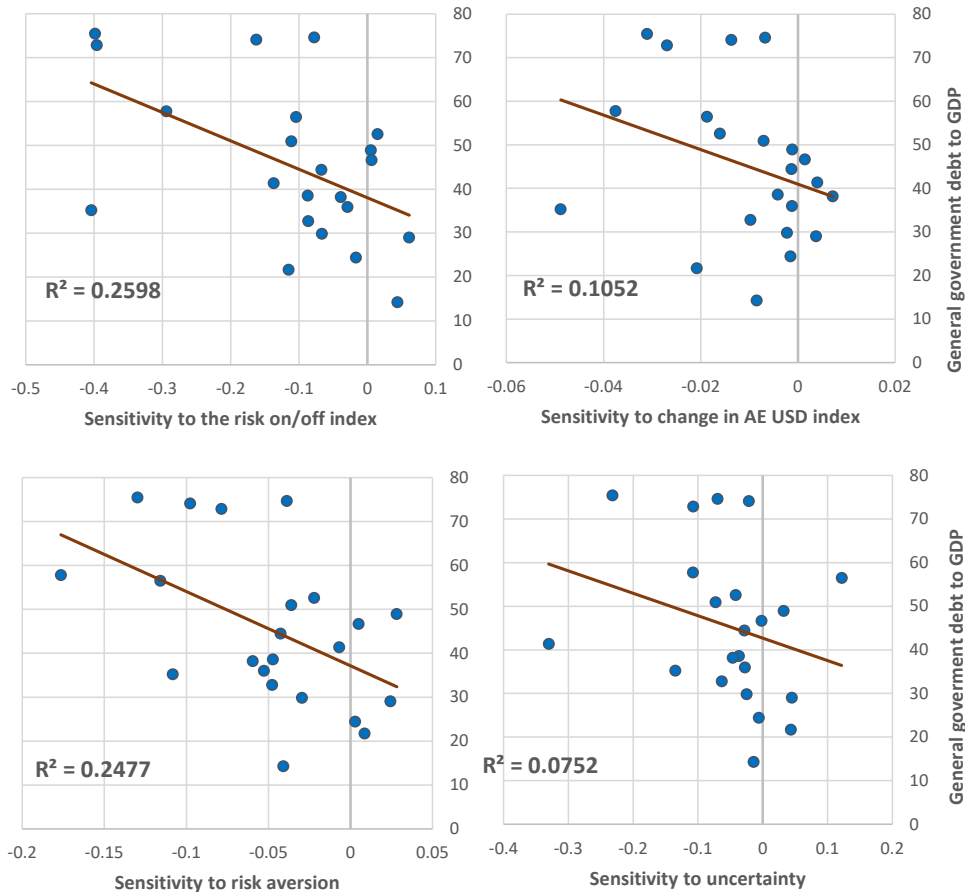 80
70
60
50
40
30
20
10
0
R² = 0.2598
-0.5 -0.4 -0.3 -0.2 -0.1 0 0.1
Sensitivity to the risk on/off index
80
70
60
50
40
30
20
10
0
General government debt to GDP
R² = 0.1052
-0.06 -0.04 -0.02 0 0.02
Sensitivity to change in AE USD index
80
70
60
50
40
30
20
10
0
R² = 0.2477
-0.2 -0.15 -0.1 -0.05 0 0.05
Sensitivity to risk aversion
80
70
60
50
40
30
20
10
0
General goverment debt to GDP
R² = 0.0752
-0.4 -0.3 -0.2 -0.1 0 0.1 0.2
Sensitivity to uncertainty